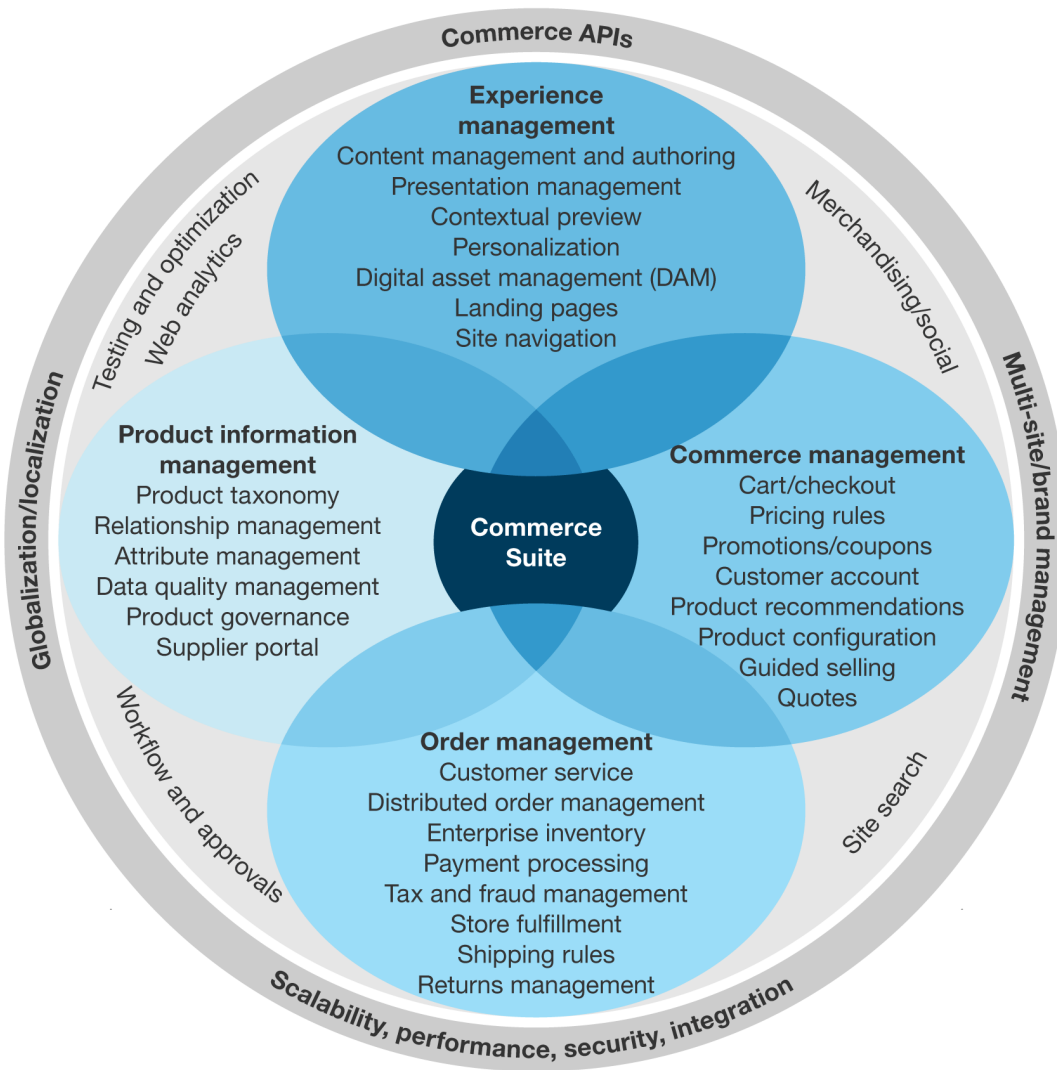 Commerce APIs
Experience
management
Content management and authoring
Presentation management
Contextual preview
Personalization
Digital asset management (DAM)
Landing pages
Site navigation
Testing and optimization
Web analytics
Merchandising/social
Globalization/localization
Multi-site/brand management
Product information
management
Product taxonomy
Relationship management
Attribute management
Data quality management
Product governance
Supplier portal
Commerce
Suite
Commerce management
Cart/checkout
Pricing rules
Promotions/coupons
Customer account
Product recommendations
Product configuration
Guided selling
Quotes
Workflow and approvals
Site search
Order management
Customer service
Distributed order management
Enterprise inventory
Payment processing
Tax and fraud management
Store fulfillment
Shipping rules
Returns management
Scalability, performance, security, integration